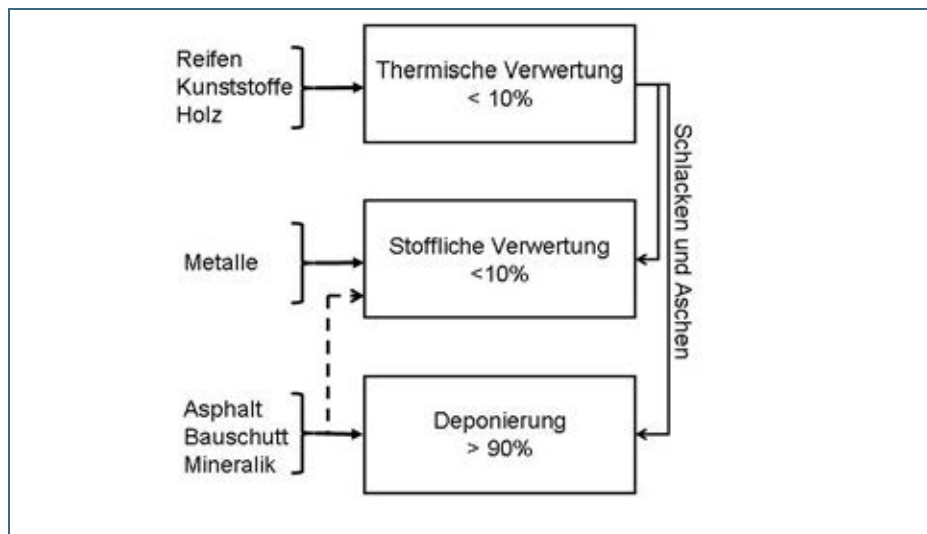 Reifen
Kunststoffe
Holz
Thermische Verwertung
< 10%
Metalle
Stoffliche Verwertung
<10%
Asphalt
Bauschutt
Mineralik
Deponierung
> 90%
Schlacken und Aschen